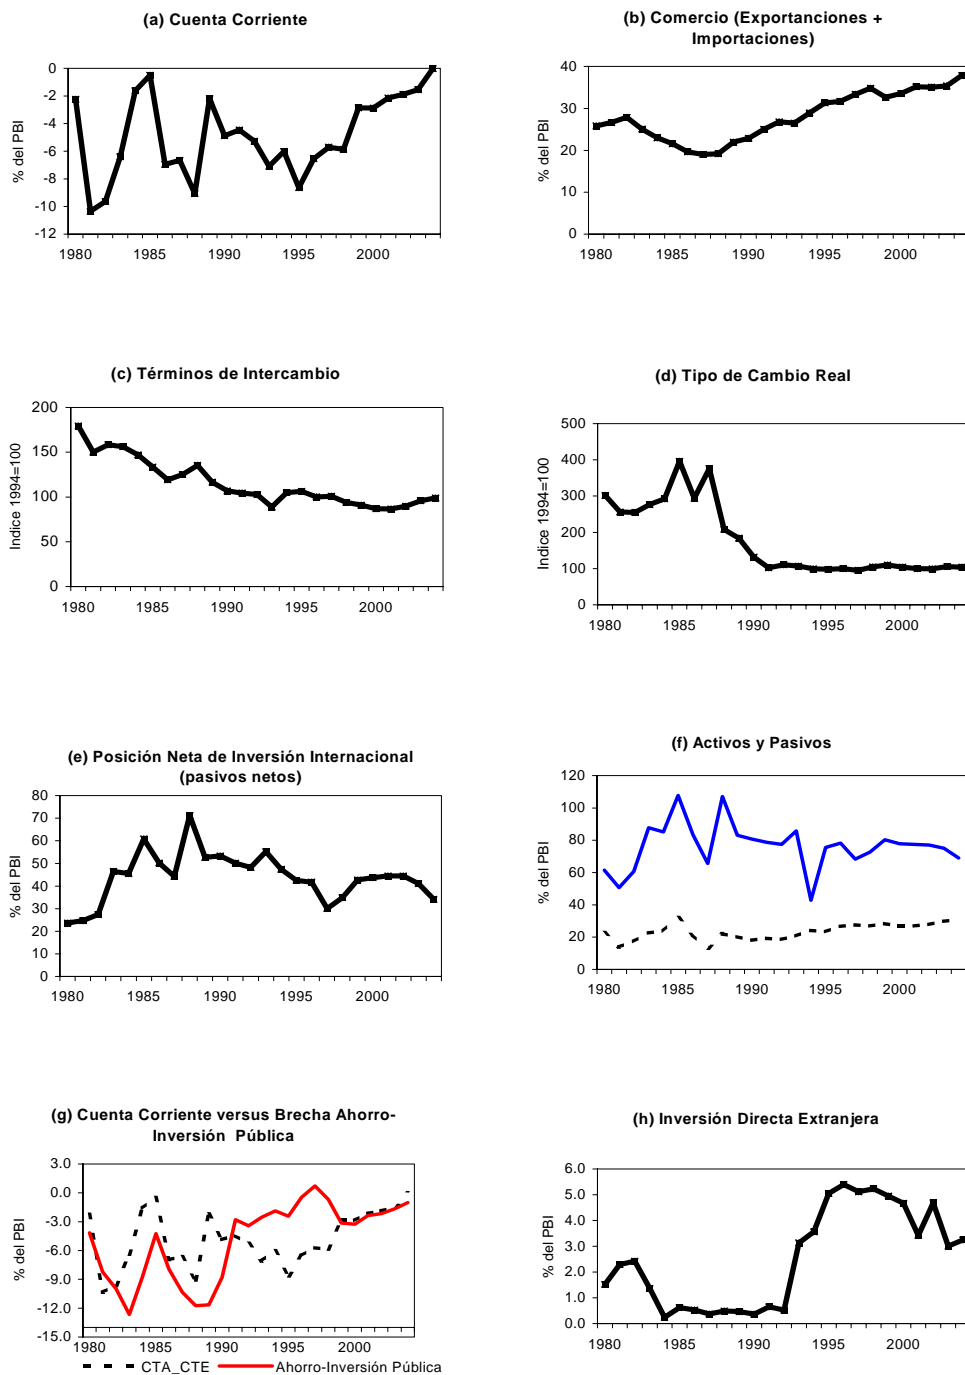 (a) Cuenta Corriente
0
-2
-4
-6
-8
-10
-12
% del PBI
1980 1985 1990 1995 2000
(b) Comercio (Exportanciones +
Importaciones)
40
30
20
10
0
% del PBI
1980 1985 1990 1995 2000
(c) Términos de Intercambio
200
150
100
50
0
Indice 1994=100
1980 1985 1990 1995 2000
(d) Tipo de Cambio Real
500
400
300
200
100
0
Indice 1994=100
1980 1985 1990 1995 2000
(e) Posición Neta de Inversión Internacional
(pasivos netos)
80
70
60
50
40
30
20
10
0
% del PBI
1980 1985 1990 1995 2000
(f) Activos y Pasivos
120
100
80
60
40
20
0
% del PBI
1980 1985 1990 1995 2000
(g) Cuenta Corriente versus Brecha Ahorro-
Inversión Pública
3.0
0.0
-3.0
-6.0
-9.0
-12.0
-15.0
% del PBI
1980 1985 1990 1995 2000
CTA_CTE Ahorro-Inversión Pública
(h) Inversión Directa Extranjera
6.0
5.0
4.0
3.0
2.0
1.0
0.0
% del PBI
1980 1985 1990 1995 2000